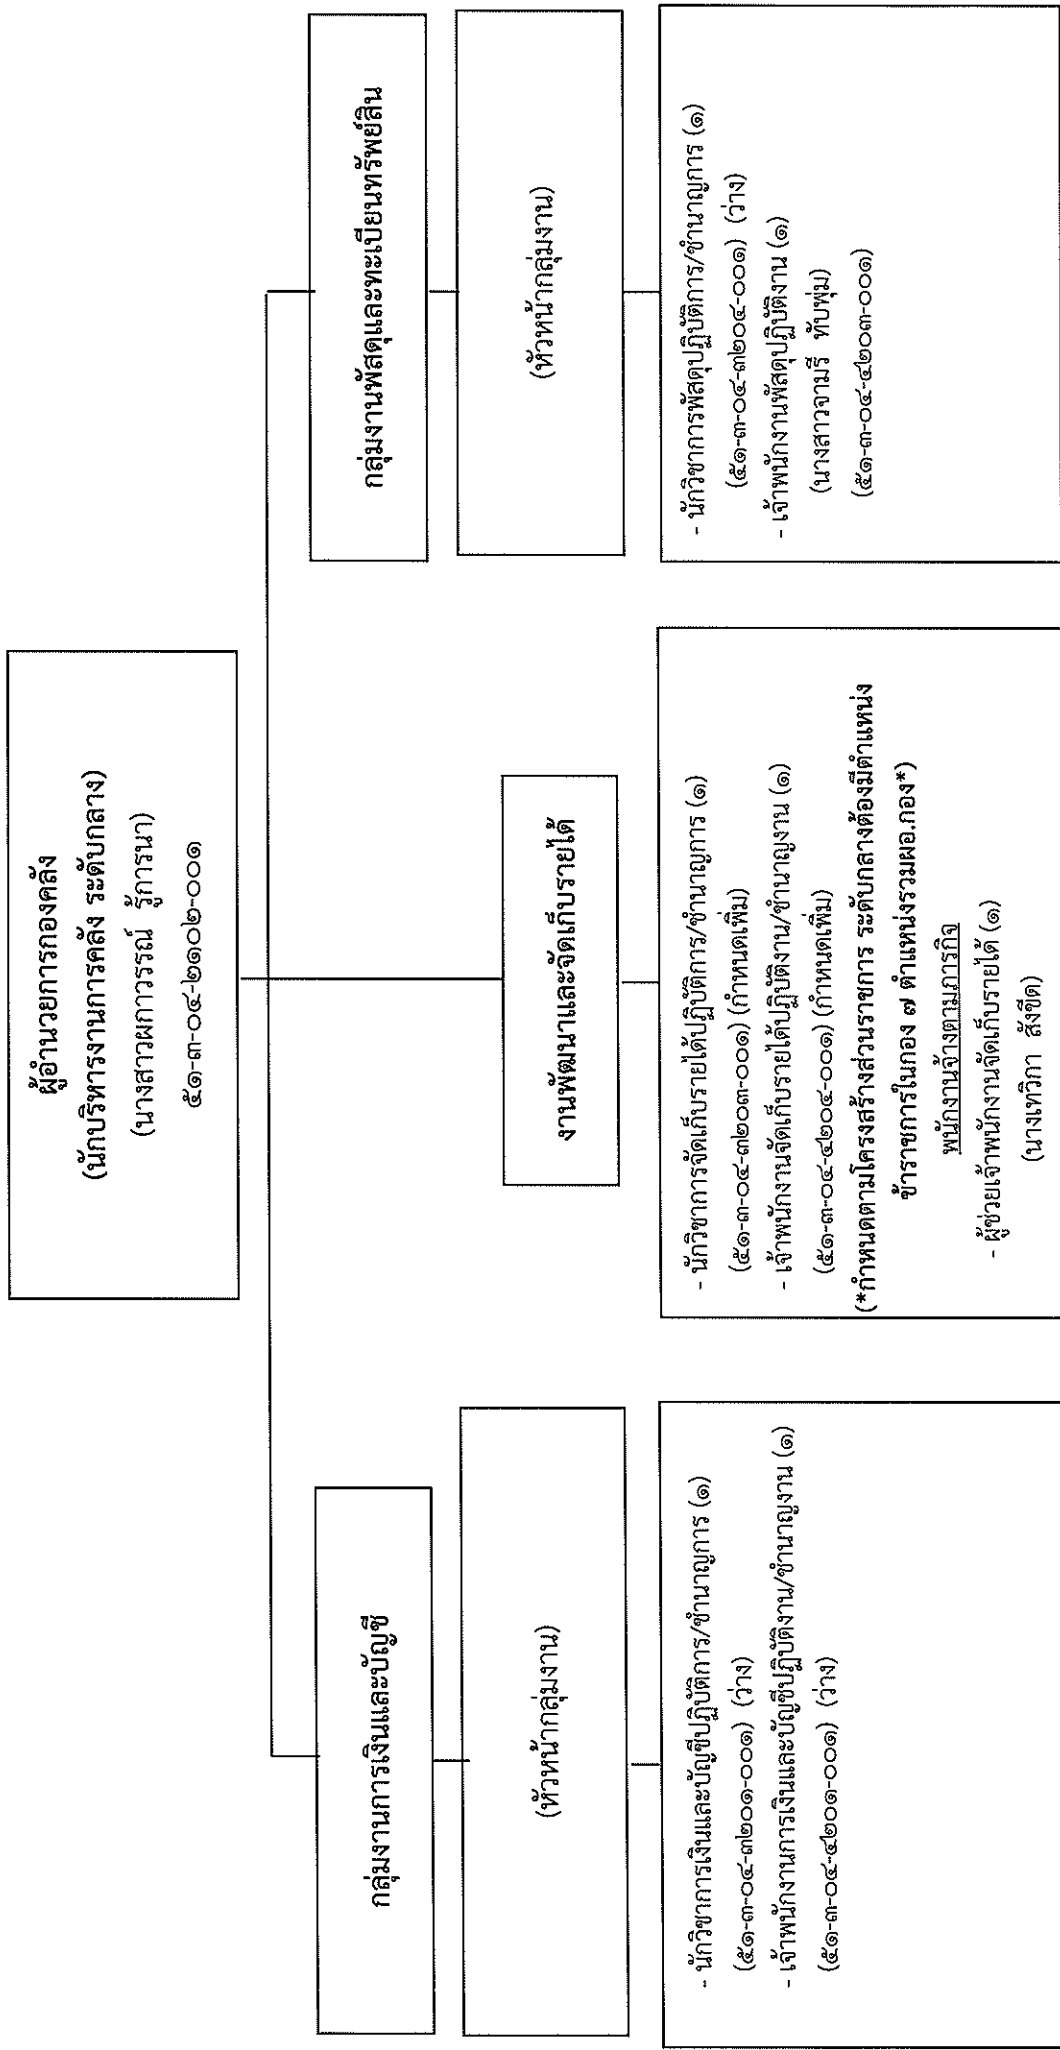 ผู้อำนวยการกองคลัง
(นักบริหารงานการคลัง ระดับกลาง)
(นางสาวผกาวรรณ์ รู้การนา)
๕๑-๓-๐๔-๒๑๐๒-๐๐๑
กลุ่มงานการเงินและบัญชี
(หัวหน้ากลุ่มงาน)
- นักวิชาการเงินและบัญชีปฏิบัติการ/ชำนาญการ (๑)
(๕๑-๓-๐๔-๓๒๐๑-๐๐๑) (ว่าง)
- เจ้าพนักงานการเงินและบัญชีปฏิบัติงาน/ชำนาญงาน (๑)
(๕๑-๓-๐๔-๔๒๐๑-๐๐๑) (ว่าง)
งานพัฒนาและจัดเก็บรายได้
- นักวิชาการจัดเก็บรายได้ปฏิบัติการ/ชำนาญการ (๑)
(๕๑-๓-๐๔-๓๒๐๓-๐๐๑) (กำหนดเพิ่ม)
- เจ้าพนักงานจัดเก็บรายได้ปฏิบัติงาน/ชำนาญงาน (๑)
(๕๑-๓-๐๔-๔๒๐๔-๐๐๑) (กำหนดเพิ่ม)
(*กำหนดตามโครงสร้างส่วนราชการ ระดับกลางต้องมีตำแหน่ง
ข้าราชการในกอง ๗ ตำแหน่งรวมผอ.กอง*)
พนักงานจ้างตามภารกิจ
- ผู้ช่วยเจ้าพนักงานจัดเก็บรายได้ (๑)
(นางเทวิกา สังขีด)
กลุ่มงานพัสดุและทะเบียนทรัพย์สิน
(หัวหน้ากลุ่มงาน)
- นักวิชาการพัสดุปฏิบัติการ/ชำนาญการ (๑)
(๕๑-๓-๐๔-๓๒๐๔-๐๐๑) (ว่าง)
- เจ้าพนักงานพัสดุปฏิบัติงาน (๑)
(นางสาวจามรี ทับพุ่ม)
(๕๑-๓-๐๔-๔๒๐๓-๐๐๑)